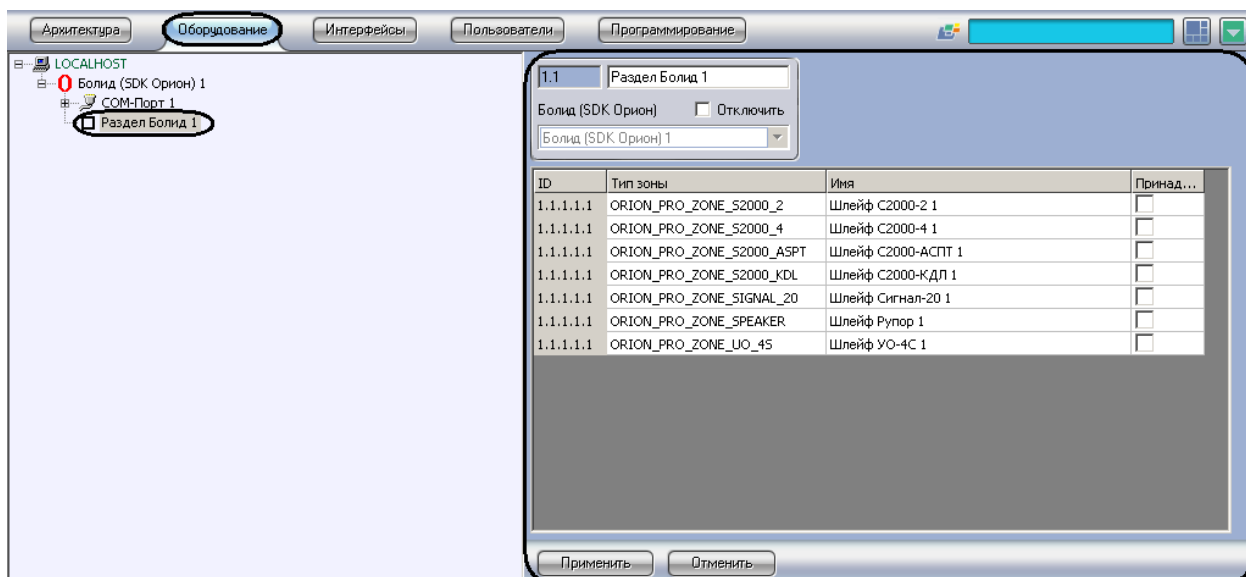 Архитектура Оборудование Интерфейсы Пользователи Программирование
LOCALHOST
Болид (SDK Орион) 1
COM-Порт 1
Раздел Болид 1
1.1 Раздел Болид 1
Болид (SDK Орион) Отключить
Болид (SDK Орион) 1
ID Тип зоны Имя Принад...
1.1.1.1.1 ORION_PRO_ZONE_S2000_2 Шлейф С2000-2 1
1.1.1.1.1 ORION_PRO_ZONE_S2000_4 Шлейф С2000-4 1
1.1.1.1.1 ORION_PRO_ZONE_S2000_ASPT Шлейф С2000-АСПТ 1
1.1.1.1.1 ORION_PRO_ZONE_S2000_KDL Шлейф С2000-КДЛ 1
1.1.1.1.1 ORION_PRO_ZONE_SIGNAL_20 Шлейф Сигнал-20 1
1.1.1.1.1 ORION_PRO_ZONE_SPEAKER Шлейф Рупор 1
1.1.1.1.1 ORION_PRO_ZONE_UO_4S Шлейф УО-4С 1
Применить Отменить